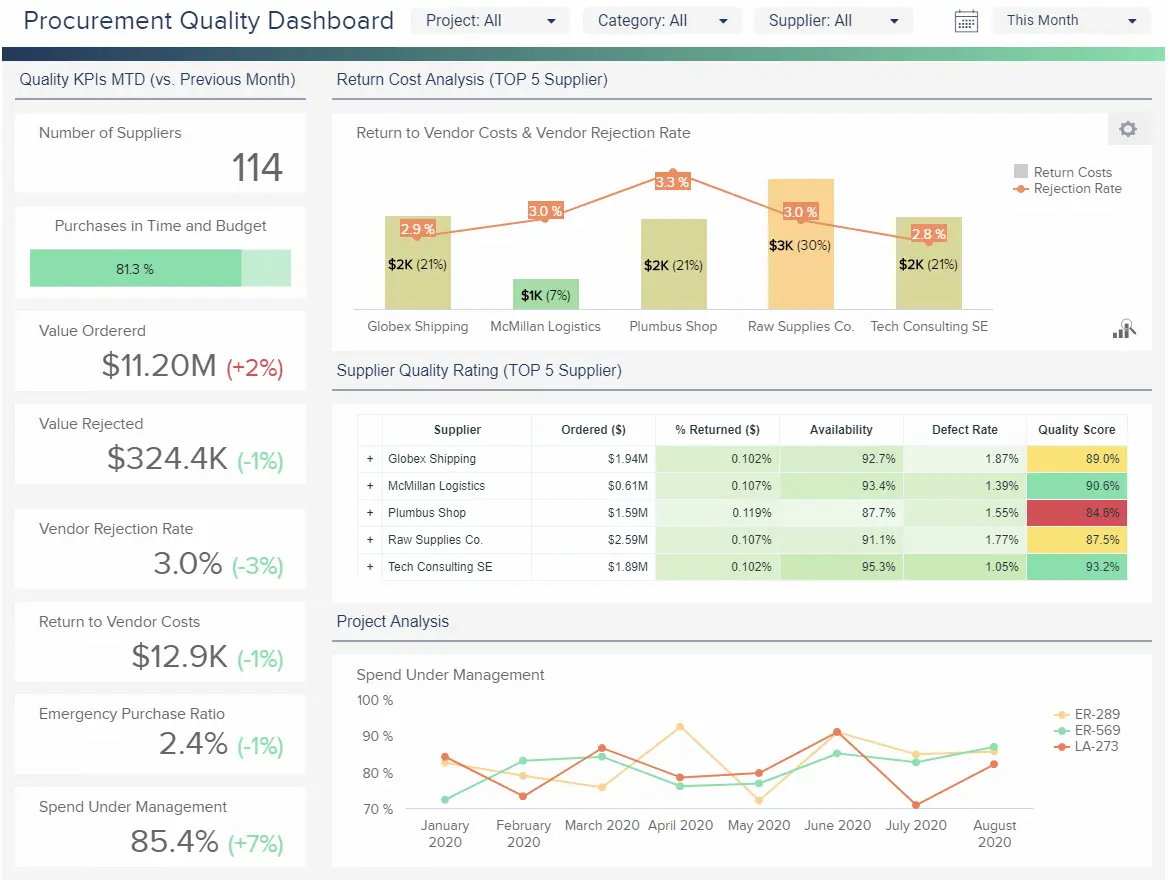 Procurement Quality Dashboard
Project: All
Category: All
Supplier: All
This Month
Quality KPIs MTD (vs. Previous Month)
Number of Suppliers
114
Purchases in Time and Budget
81.3 %
Value Ordererd
$11.20M (+2%)
Value Rejected
$324.4K (-1%)
Vendor Rejection Rate
3.0% (-3%)
Return to Vendor Costs
$12.9K (-1%)
Emergency Purchase Ratio
2.4% (-1%)
Spend Under Management
85.4% (+7%)
Return Cost Analysis (TOP 5 Supplier)
Return to Vendor Costs & Vendor Rejection Rate
Return Costs
Rejection Rate
2.9 %
3.0 %
3.3 %
3.0 %
2.8 %
$2K (21%)
$1K (7%)
$2K (21%)
$3K (30%)
$2K (21%)
Globex Shipping
McMillan Logistics
Plumbus Shop
Raw Supplies Co.
Tech Consulting SE
Supplier Quality Rating (TOP 5 Supplier)
Supplier Ordered ($) % Returned ($) Availability Defect Rate Quality Score
+ Globex Shipping $1.94M 0.102% 92.7% 1.87% 89.0%
+ McMillan Logistics $0.61M 0.107% 93.4% 1.39% 90.6%
+ Plumbus Shop $1.59M 0.119% 87.7% 1.55% 84.6%
+ Raw Supplies Co. $2.59M 0.107% 91.1% 1.77% 87.5%
+ Tech Consulting SE $1.89M 0.102% 95.3% 1.05% 93.2%
Project Analysis
Spend Under Management
100 %
90 %
80 %
70 %
ER-289
ER-569
LA-273
January
2020
February
2020
March 2020
April 2020
May 2020
June 2020
July 2020
August
2020